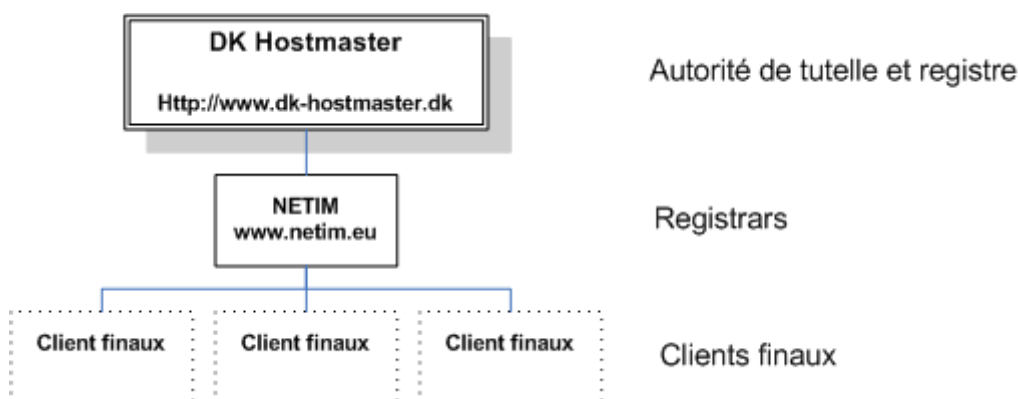 DK Hostmaster
Http://www.dk-hostmaster.dk
Autorité de tutelle et registre
NETIM
www.netim.eu
Registrars
Client finaux
Client finaux
Client finaux
Clients finaux